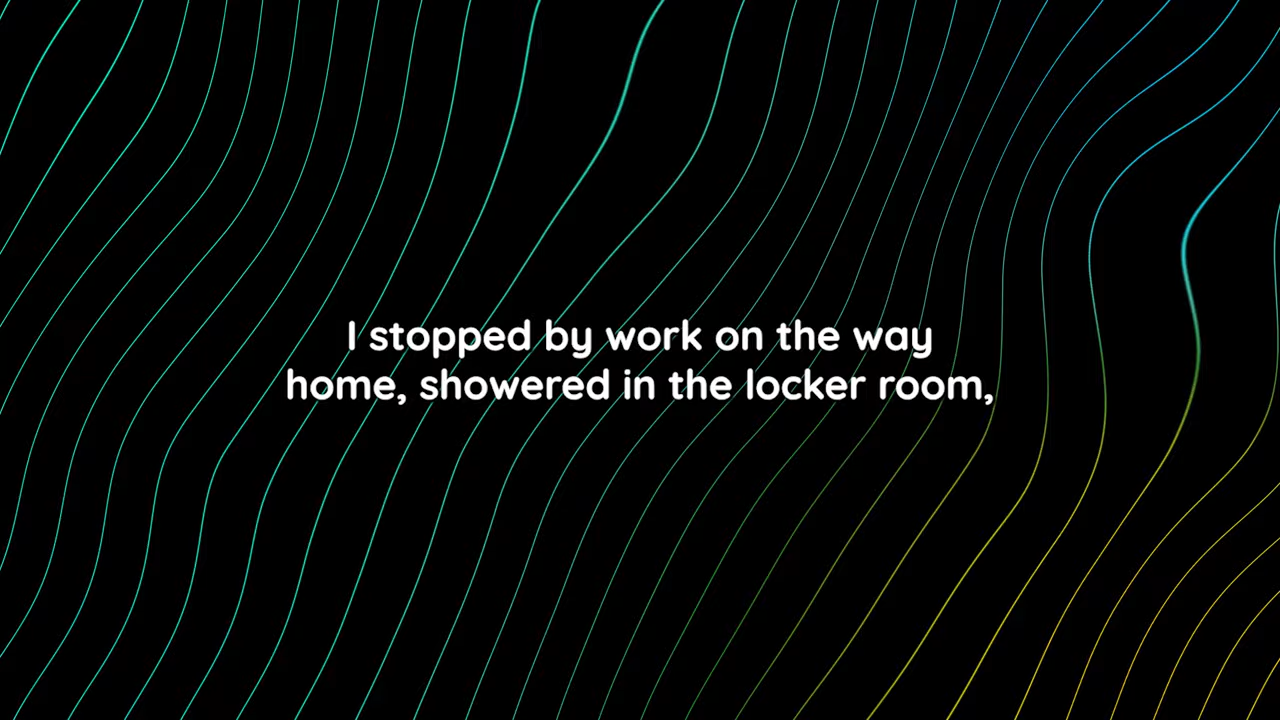 I stopped by work on the way
home, showered in the locker room,